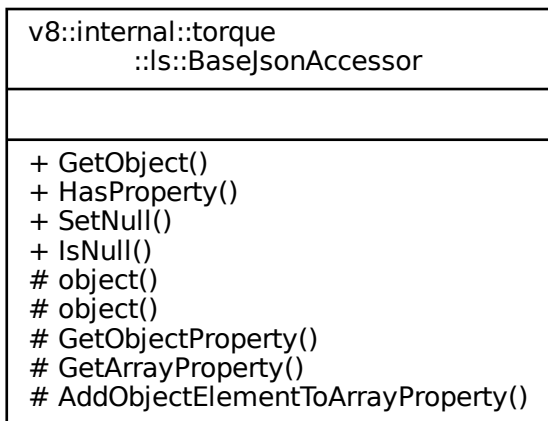 v8::internal::torque
::ls::BaseJsonAccessor
+ GetObject()
+ HasProperty()
+ SetNull()
+ IsNull()
# object()
# object()
# GetObjectProperty()
# GetArrayProperty()
# AddObjectElementToArrayProperty()